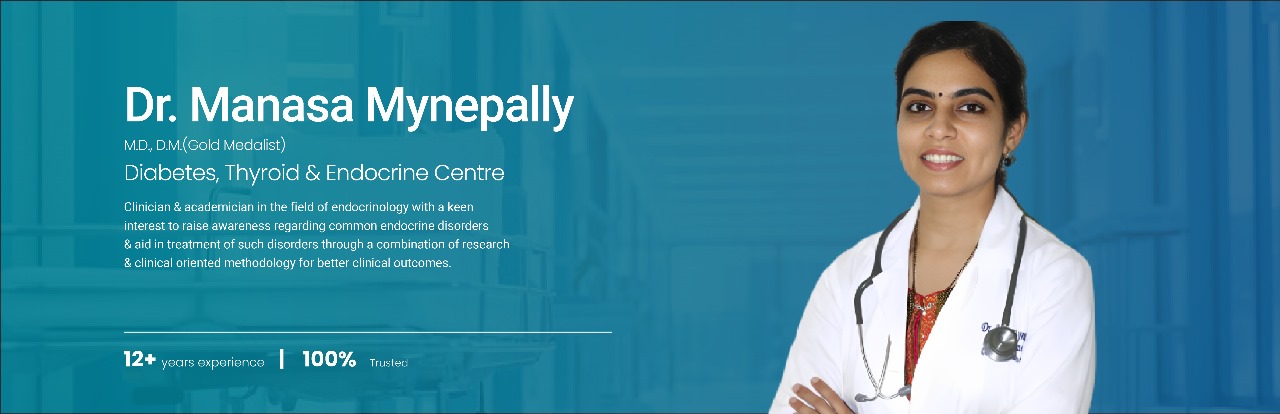 Dr. Manasa Mynepally
M.D., D.M.(Gold Medalist)
Diabetes, Thyroid & Endocrine Centre
Clinician & academician in the field of endocrinology with a keen
interest to raise awareness regarding common endocrine disorders
& aid in treatment of such disorders through a combination of research
& clinical oriented methodology for better clinical outcomes.
12+ years experience | 100% Trusted
Dr.